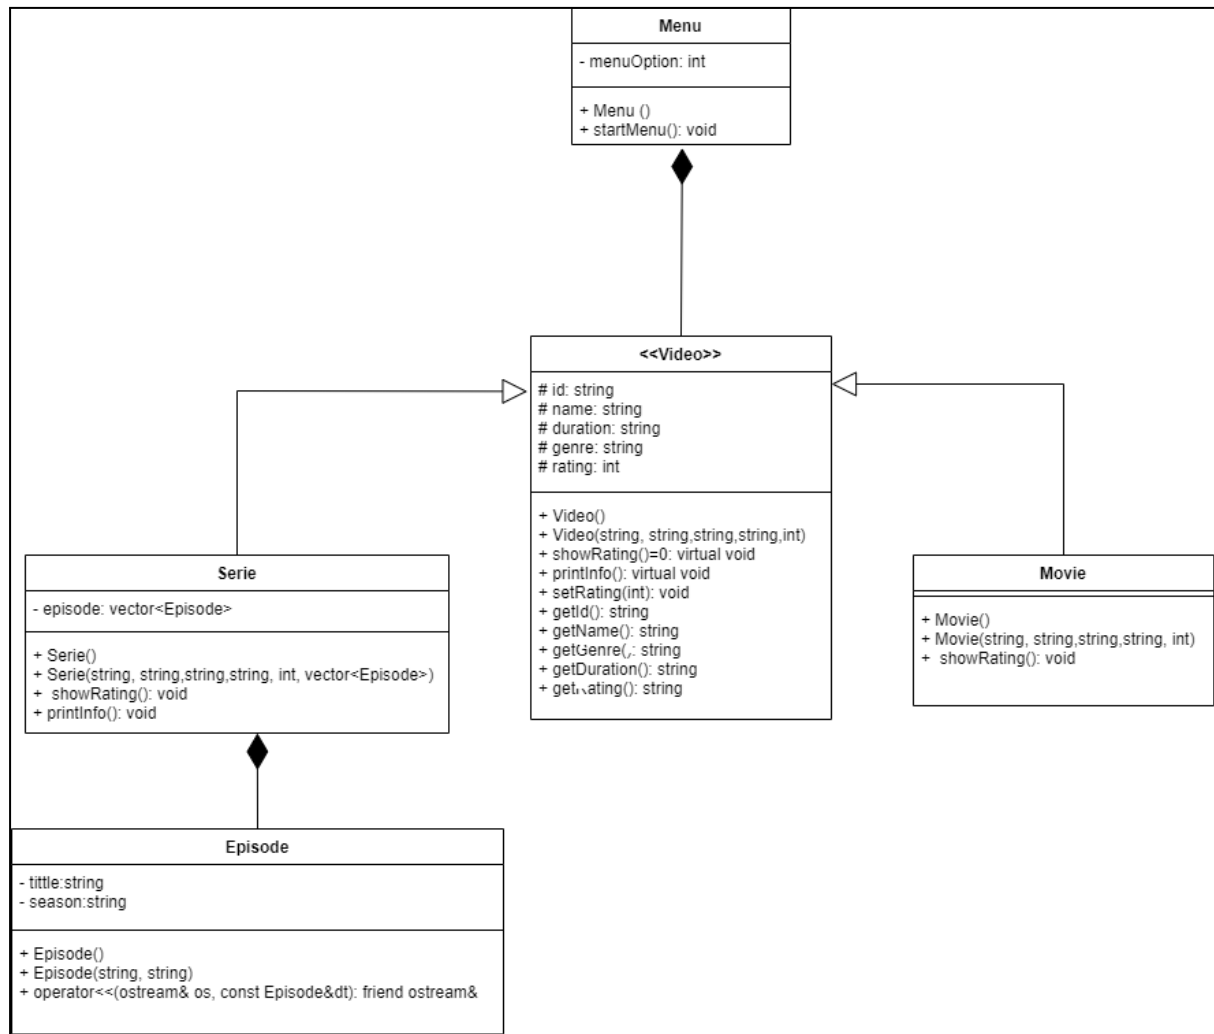 Menu
- menuOption: int
+ Menu ()
+ startMenu(): void
<<Video>>
# id: string
# name: string
# duration: string
# genre: string
# rating: int
+ Video()
+ Video(string, string,string,string,int)
+ showRating()=0: virtual void
+ printInfo(): virtual void
+ setRating(int): void
+ getId(): string
+ getName(): string
+ getGenre(): string
+ getDuration(): string
+ getRating(): string
Serie
- episode: vector<Episode>
+ Serie()
+ Serie(string, string,string,string, int, vector<Episode>)
+ showRating(): void
+ printInfo(): void
Movie
+ Movie()
+ Movie(string, string,string,string, int)
+ showRating(): void
Episode
- tittle:string
- season:string
+ Episode()
+ Episode(string, string)
+ operator<<(ostream& os, const Episode&dt): friend ostream&